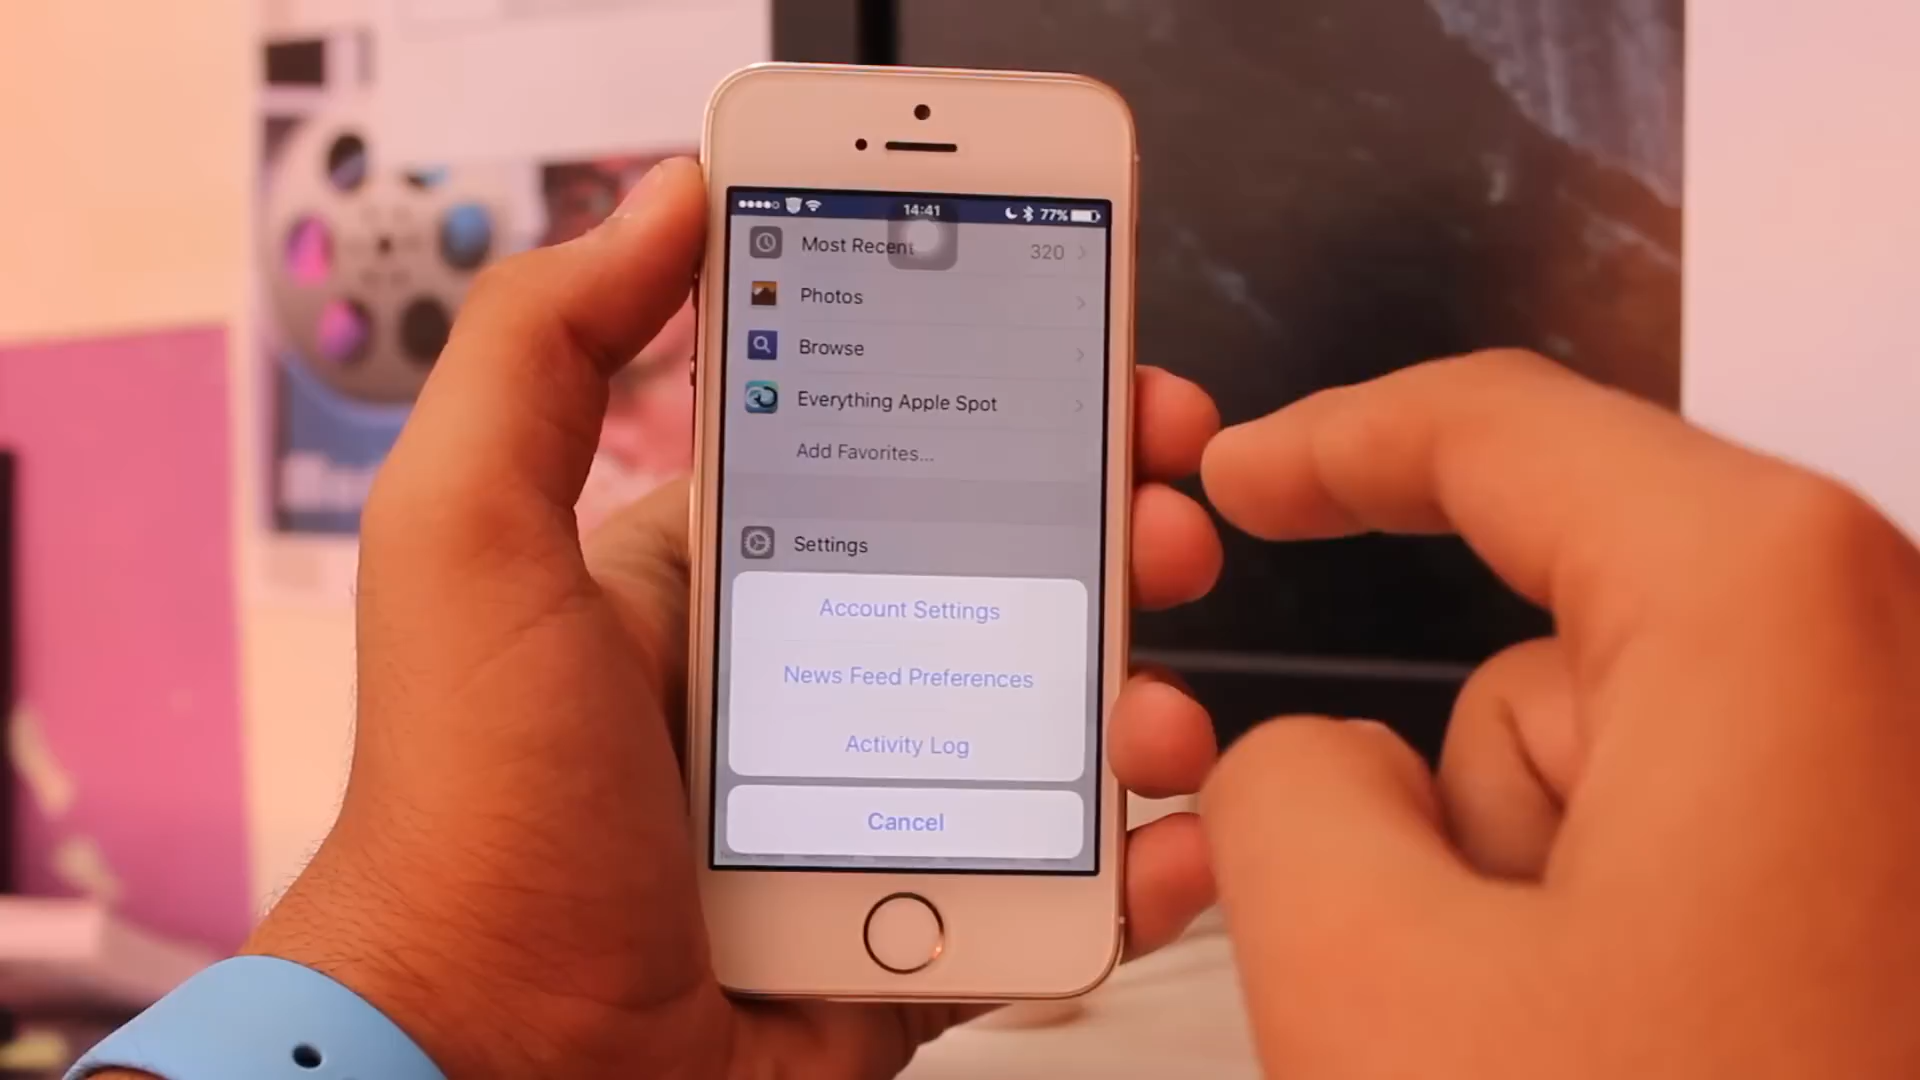 14:41
77%
Most Recent
320
Photos
Browse
Everything Apple Spot
Add Favorites...
Settings
Account Settings
News Feed Preferences
Activity Log
Cancel